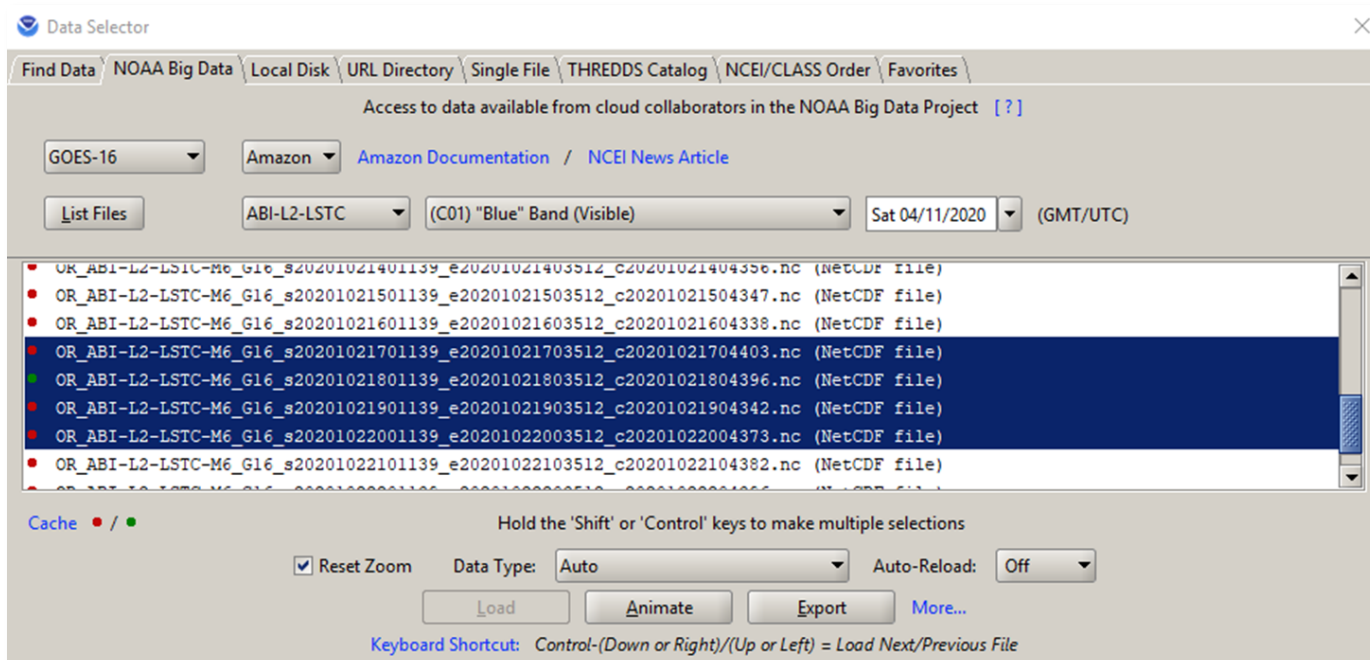 Data Selector
Find Data NOAA Big Data Local Disk URL Directory Single File THREDDS Catalog NCEI/CLASS Order Favorites
Access to data available from cloud collaborators in the NOAA Big Data Project [ ? ]
GOES-16 Amazon Amazon Documentation / NCEI News Article
List Files ABI-L2-LSTC (C01) "Blue" Band (Visible) Sat 04/11/2020 (GMT/UTC)
OR_ABI-L2-LSTC-M6_G16_s20201021401139_e20201021403512_c20201021404356.nc (NetCDF file)
OR_ABI-L2-LSTC-M6_G16_s20201021501139_e20201021503512_c20201021504347.nc (NetCDF file)
OR_ABI-L2-LSTC-M6_G16_s20201021601139_e20201021603512_c20201021604338.nc (NetCDF file)
OR_ABI-L2-LSTC-M6_G16_s20201021701139_e20201021703512_c20201021704403.nc (NetCDF file)
OR_ABI-L2-LSTC-M6_G16_s20201021801139_e20201021803512_c20201021804396.nc (NetCDF file)
OR_ABI-L2-LSTC-M6_G16_s20201021901139_e20201021903512_c20201021904342.nc (NetCDF file)
OR_ABI-L2-LSTC-M6_G16_s20201022001139_e20201022003512_c20201022004373.nc (NetCDF file)
OR_ABI-L2-LSTC-M6_G16_s20201022101139_e20201022103512_c20201022104382.nc (NetCDF file)
Cache / Hold the 'Shift' or 'Control' keys to make multiple selections
Reset Zoom Data Type: Auto Auto-Reload: Off
Load Animate Export More...
Keyboard Shortcut: Control-(Down or Right)/(Up or Left) = Load Next/Previous File